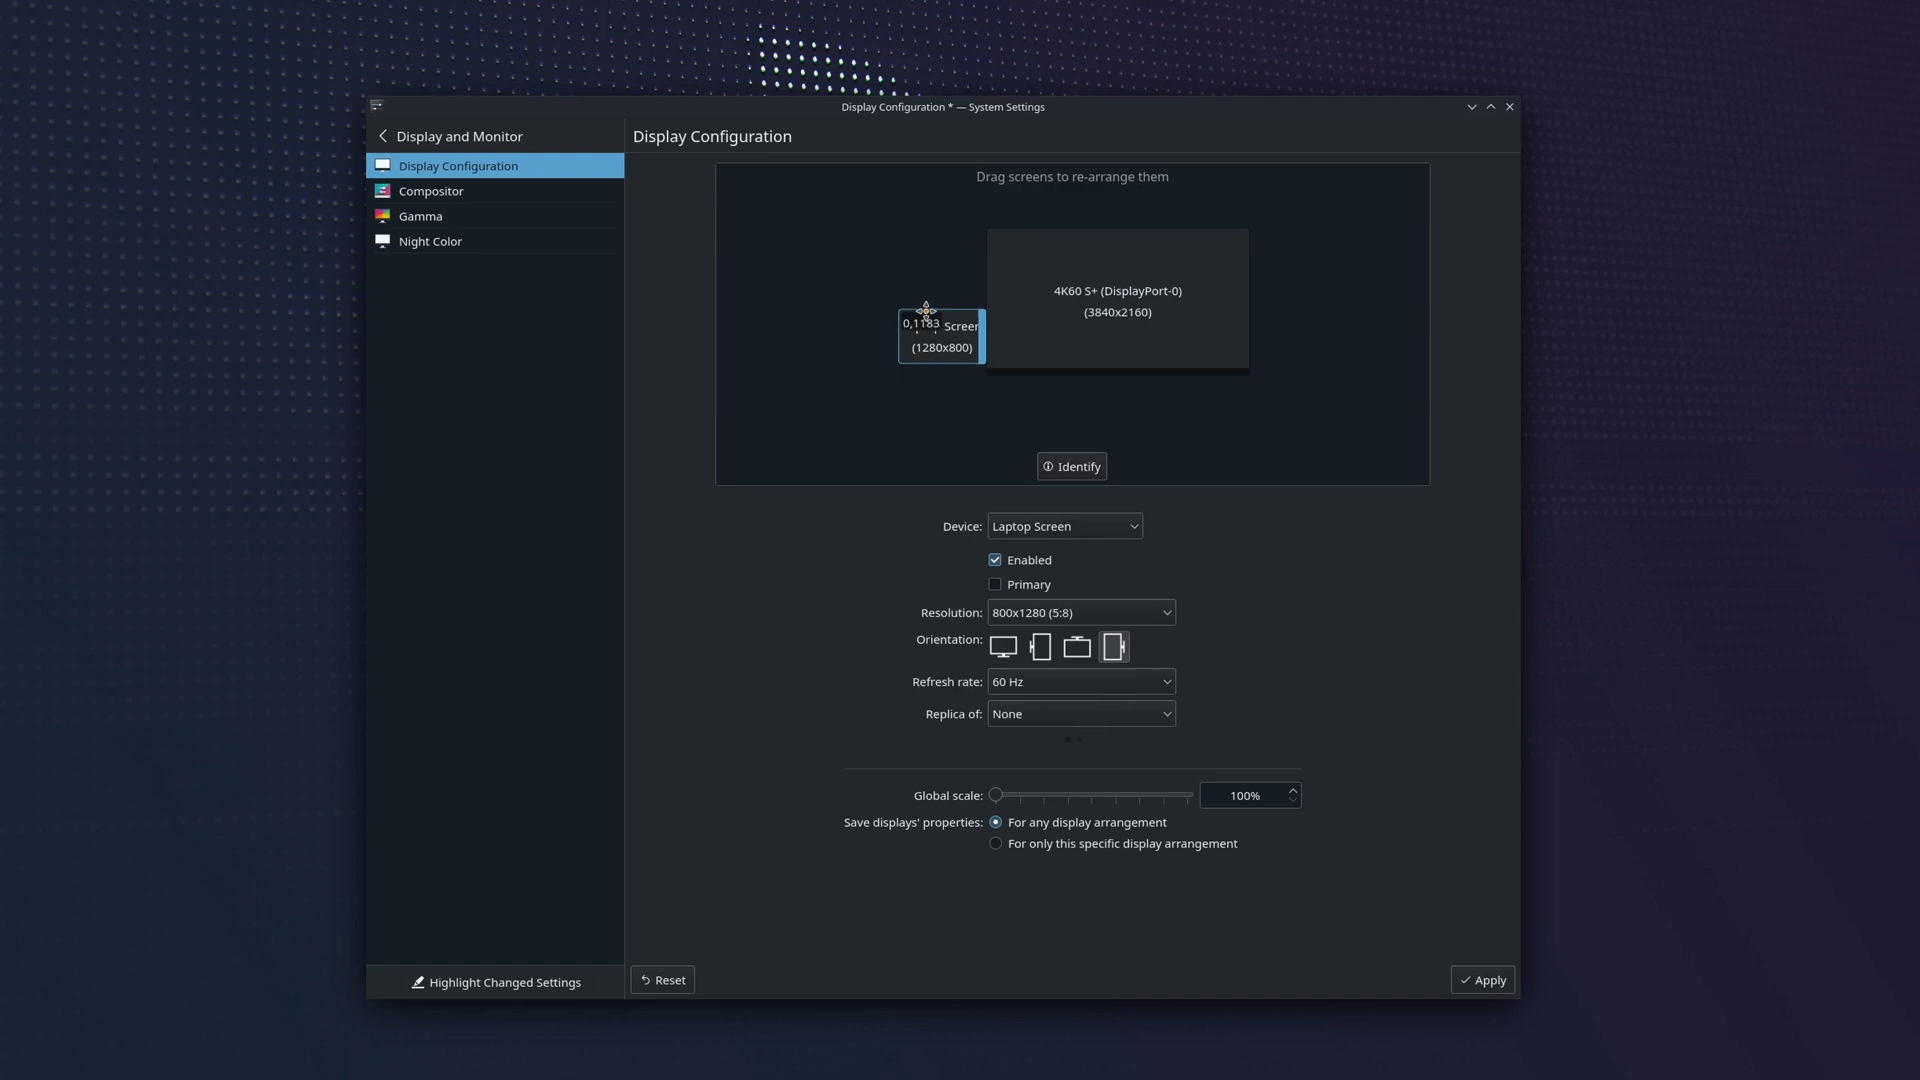 Display Configuration * — System Settings
Display and Monitor
Display Configuration
Compositor
Gamma
Night Color
Highlight Changed Settings
Display Configuration
Drag screens to re-arrange them
4K60 S+ (DisplayPort-0)
(3840x2160)
0,1183
Screen
(1280x800)
Identify
Device: Laptop Screen
Enabled
Primary
Resolution: 800x1280 (5:8)
Orientation:
Refresh rate: 60 Hz
Replica of: None
Global scale: 100%
Save displays' properties: For any display arrangement
For only this specific display arrangement
Reset
Apply